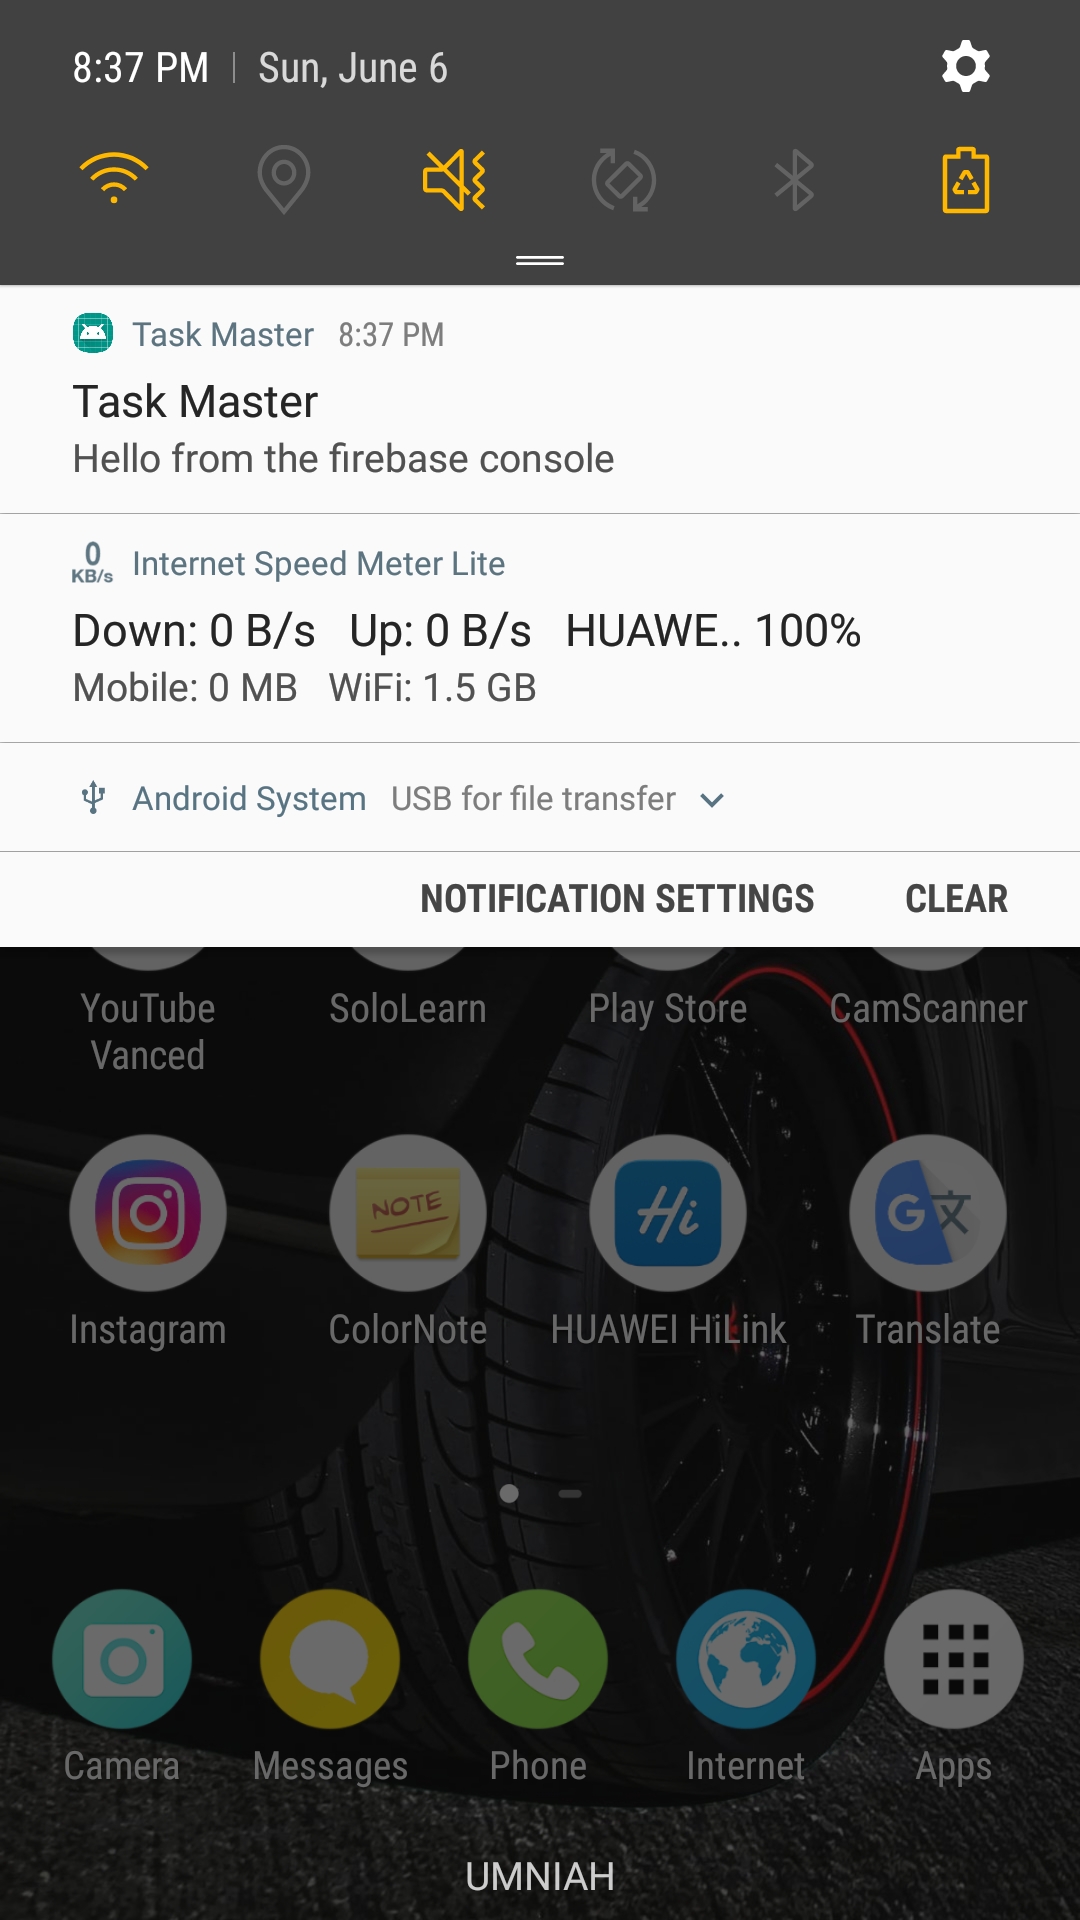 8:37 PM | Sun, June 6
Task Master 8:37 PM
Task Master
Hello from the firebase console
0
KB/s
Internet Speed Meter Lite
Down: 0 B/s Up: 0 B/s HUAWE.. 100%
Mobile: 0 MB WiFi: 1.5 GB
Android System USB for file transfer
NOTIFICATION SETTINGS CLEAR
YouTube Vanced
SoloLearn
Play Store
CamScanner
NOTE
Hi
G文
Instagram
ColorNote
HUAWEI HiLink
Translate
Camera
Messages
Phone
Internet
Apps
UMNIAH